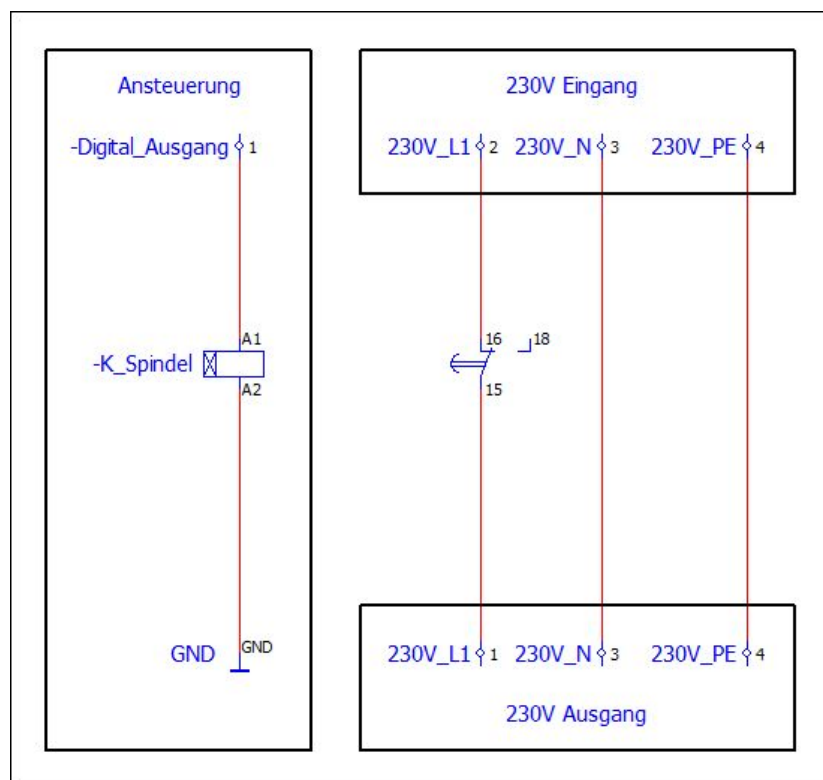 Ansteuerung
230V Eingang
-Digital_Ausgang 1
230V_L1 2
230V_N 3
230V_PE 4
A1
16
18
-K_Spindel
A2
15
GND GND
230V_L1 1
230V_N 3
230V_PE 4
230V Ausgang